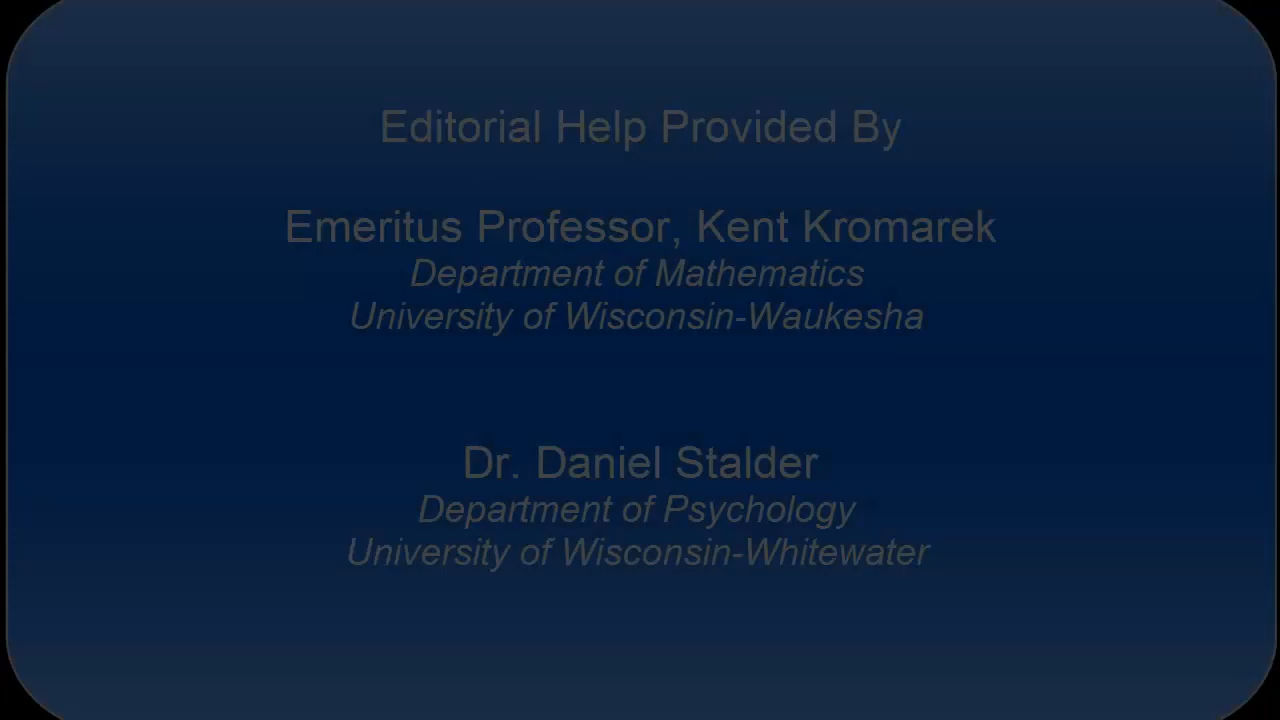 Editorial Help Provided By
Emeritus Professor, Kent Kromarek
Department of Mathematics
University of Wisconsin-Waukesha
Dr. Daniel Stalder
Department of Psychology
University of Wisconsin-Whitewater